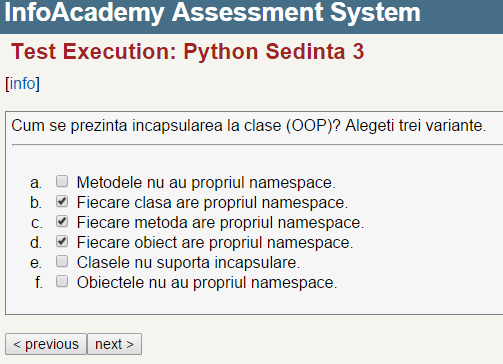 InfoAcademy Assessment System
Test Execution: Python Sedinta 3
[info]
Cum se prezinta incapsularea la clase (OOP)? Alegeti trei variante.
a. Metodele nu au propriul namespace.
b. Fiecare clasa are propriul namespace.
c. Fiecare metoda are propriul namespace.
d. Fiecare obiect are propriul namespace.
e. Clasele nu suporta incapsulare.
f. Obiectele nu au propriul namespace.
< previous next >